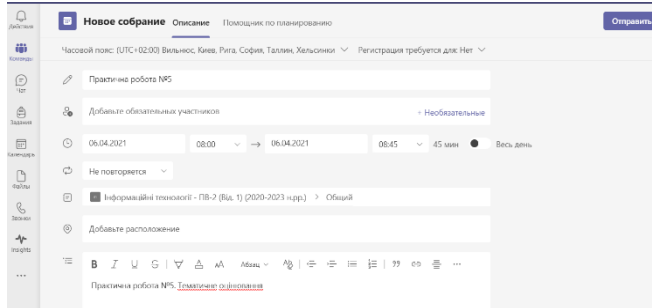 Действия
Новое собрание Описание Помощник по планированию
Отправить
Команды
Часовой пояс: (UTC+02:00) Вильнюс, Киев, Рига, София, Таллин, Хельсинки Регистрация требуется для: Нет
Чат
Практична робота №5
Задания
Добавьте обязательных участников
+ Необязательные
Календарь
06.04.2021 08:00 → 06.04.2021 08:45 45 мин Весь день
Файлы
Не повторяется
Звонки
Інформаційні технології - ПВ-2 (Від. 1) (2020-2023 н.рр.) > Общий
Insights
Добавьте расположение
B I U S A AA Абзац
Практична робота №5. Тематичне оцінювання